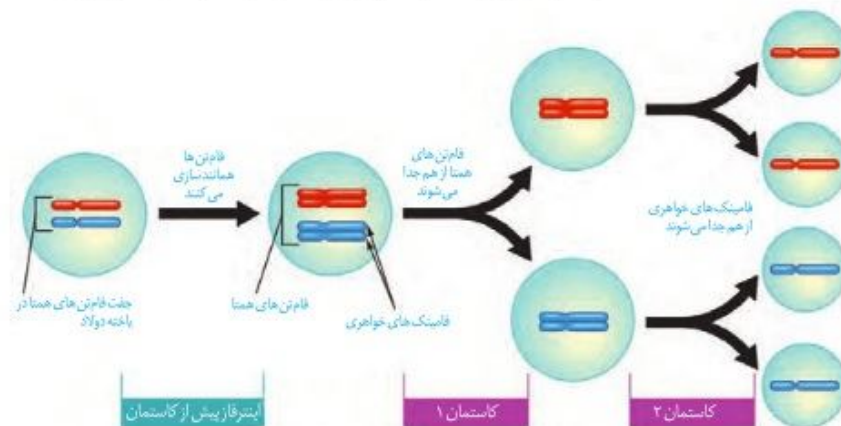 فام‌تن‌ها
همانندسازی
می‌کنند
فام‌تن‌های
همتا از هم جدا
می‌شوند
فامینک‌های خواهری
از هم جدا می‌شوند
جفت فام‌تن‌های همتا در
یاخته دولاد
فام‌تن‌های همتا
فامینک‌های خواهری
اینترفاز پیش از کاستمان
کاستمان ۱
کاستمان ۲